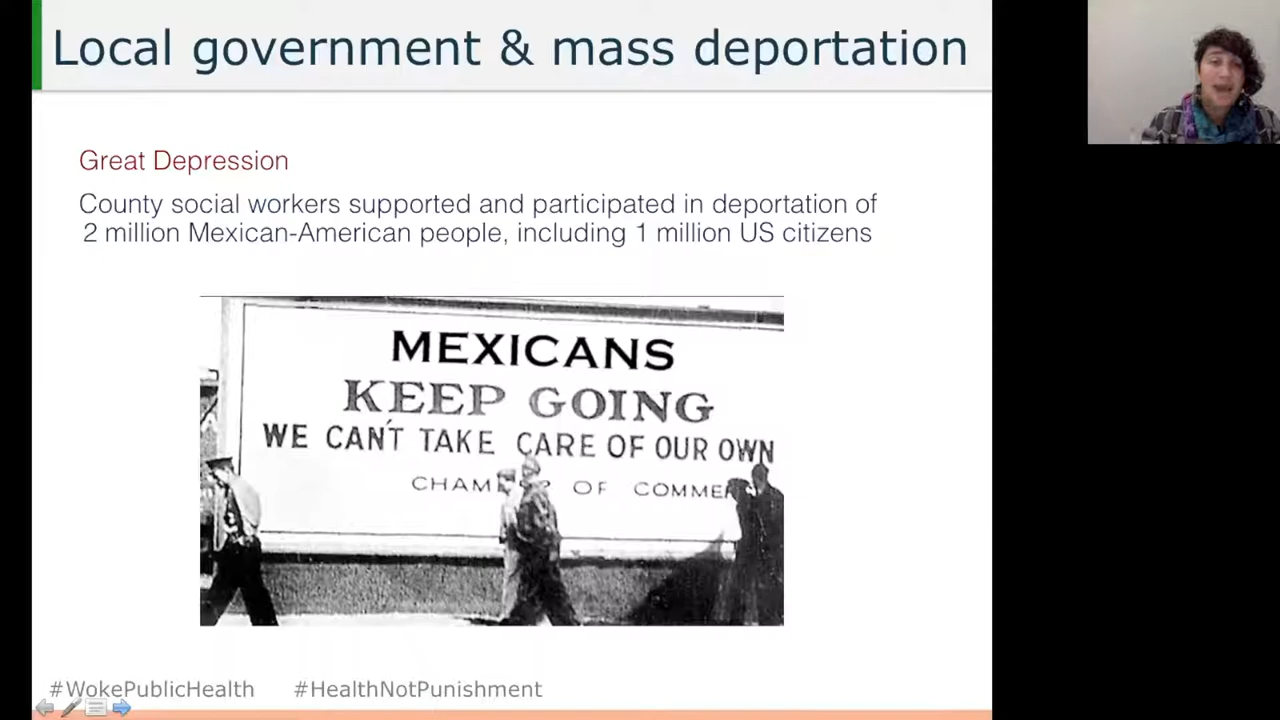 Local government & mass deportation
Great Depression
County social workers supported and participated in deportation of
2 million Mexican-American people, including 1 million US citizens
MEXICANS
KEEP GOING
WE CAN'T TAKE CARE OF OUR OWN
OF
#WokePublicHealth #HealthNotPunishment